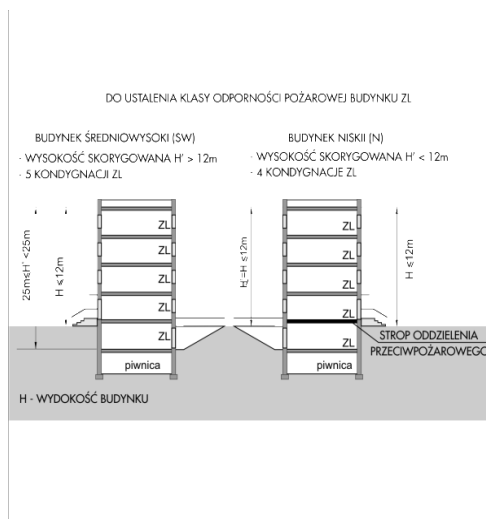 DO USTALENIA KLASY ODPORNOŚCI POŻAROWEJ BUDYNKU ZL
BUDYNEK ŚREDNIOWYSOKI (SW)
- WYSOKOŚĆ SKORYGOWANA H' > 12m
- 5 KONDYGNACJI ZL
BUDYNEK NISKII (N)
- WYSOKOŚĆ SKORYGOWANA H' < 12m
- 4 KONDYGNACJE ZL
25m≤H' <25m
H ≤12m
ZL
ZL
ZL
ZL
ZL
piwnica
H'=H ≤12m
ZL
ZL
ZL
ZL
ZL
piwnica
H ≤12m
STROP ODDZIELENIA
PRZECIWPOŻAROWEGO
H - WYDOKOŚĆ BUDYNKU